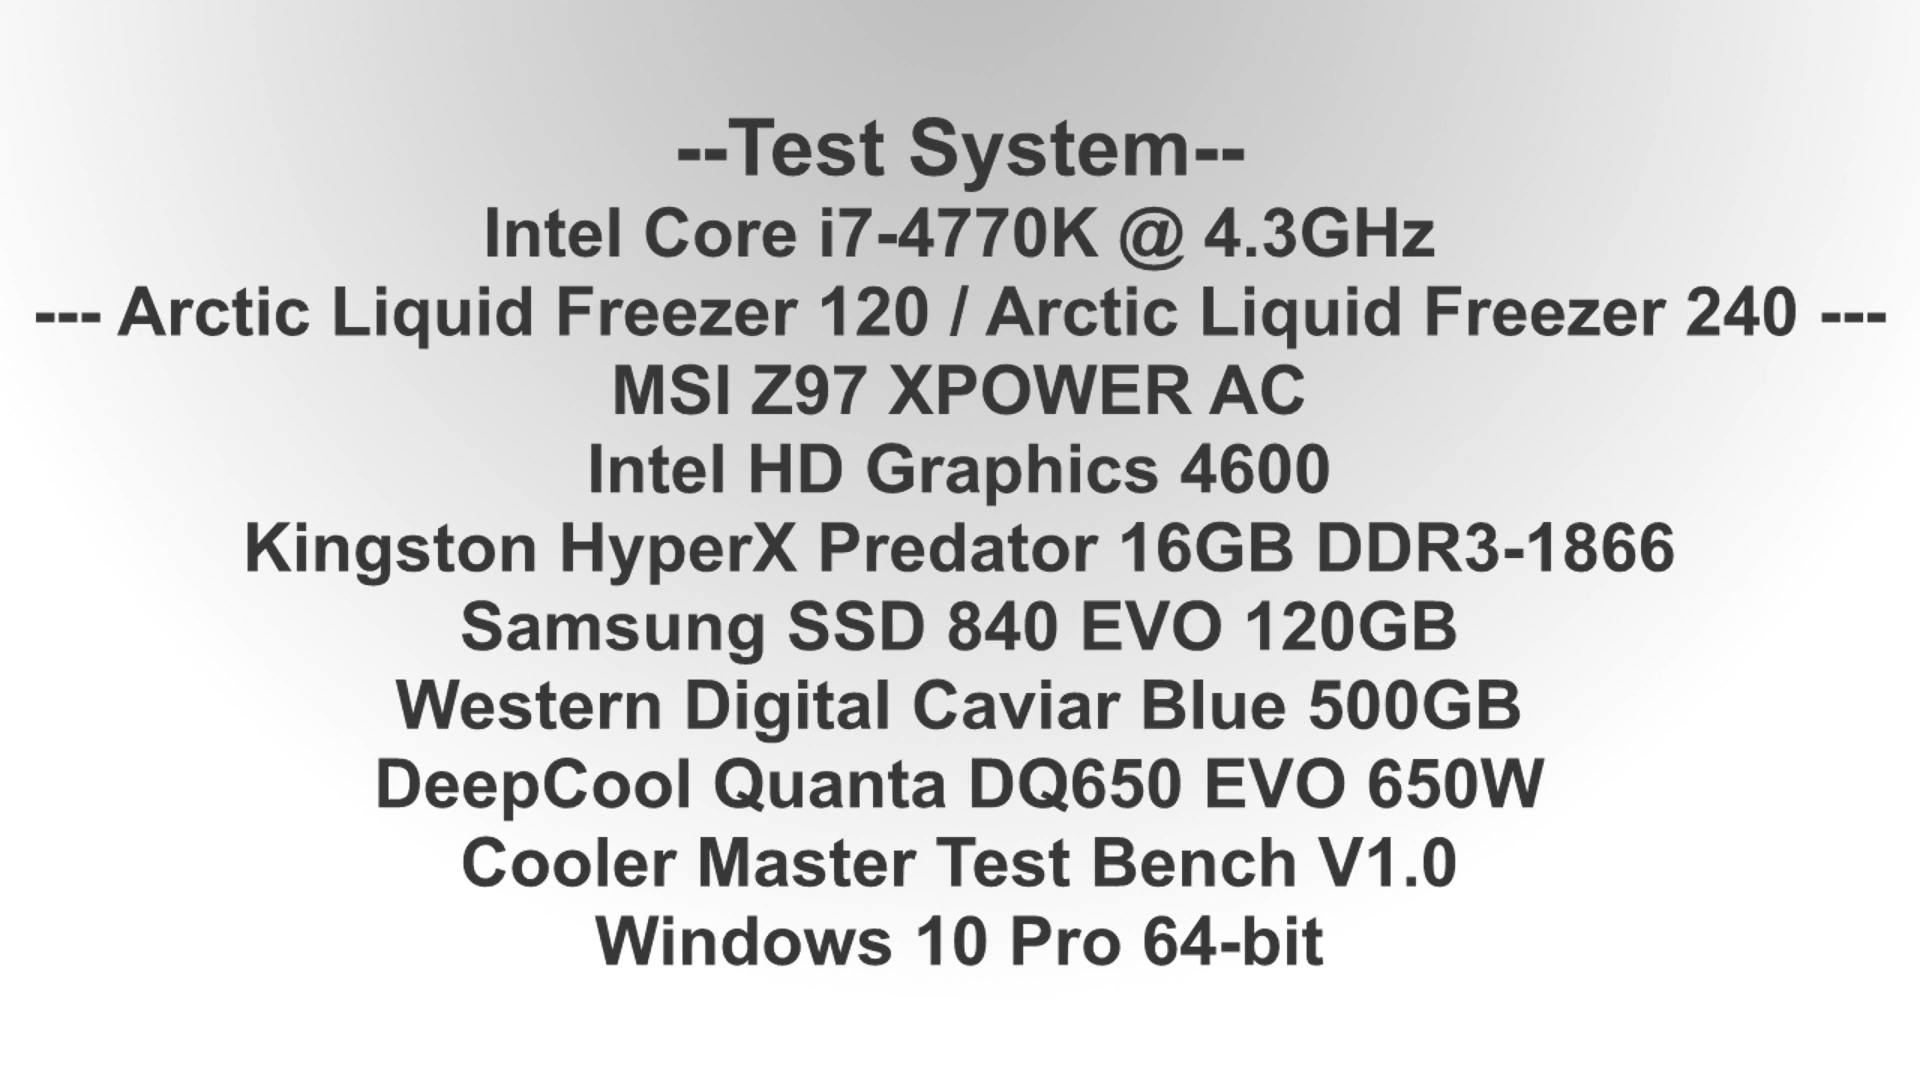 --Test System--
Intel Core i7-4770K @ 4.3GHz
--- Arctic Liquid Freezer 120 / Arctic Liquid Freezer 240 ---
MSI Z97 XPOWER AC
Intel HD Graphics 4600
Kingston HyperX Predator 16GB DDR3-1866
Samsung SSD 840 EVO 120GB
Western Digital Caviar Blue 500GB
DeepCool Quanta DQ650 EVO 650W
Cooler Master Test Bench V1.0
Windows 10 Pro 64-bit